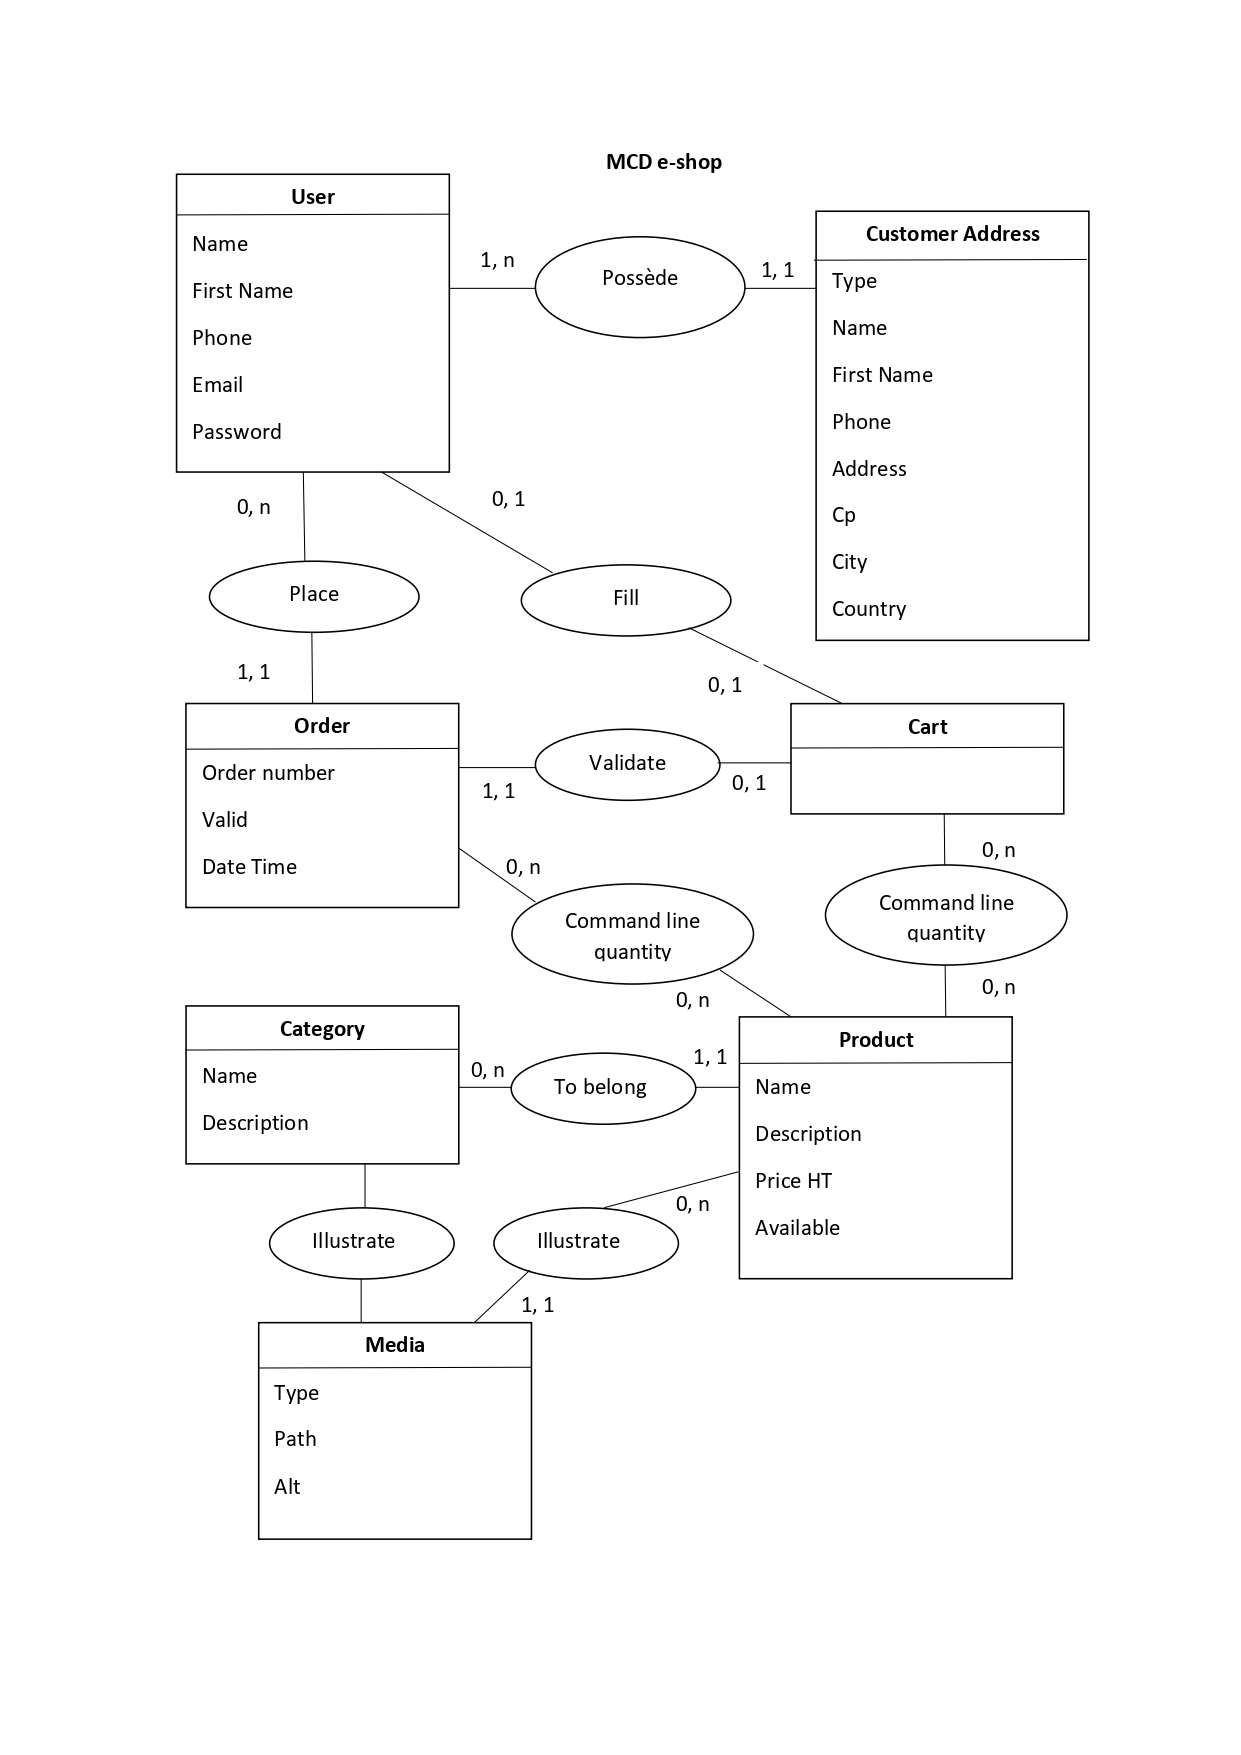 MCD e-shop
User
Name
First Name
Phone
Email
Password
1, n
Possède
1, 1
Customer Address
Type
Name
First Name
Phone
Address
Cp
City
Country
0, n
0, 1
Place
Fill
1, 1
0, 1
Order
Order number
Valid
Date Time
1, 1
Validate
0, 1
Cart
0, n
Command line
quantity
0, n
0, n
Command line
quantity
0, n
Category
Name
Description
0, n
To belong
1, 1
Product
Name
Description
Price HT
Available
Illustrate
Illustrate
0, n
1, 1
Media
Type
Path
Alt